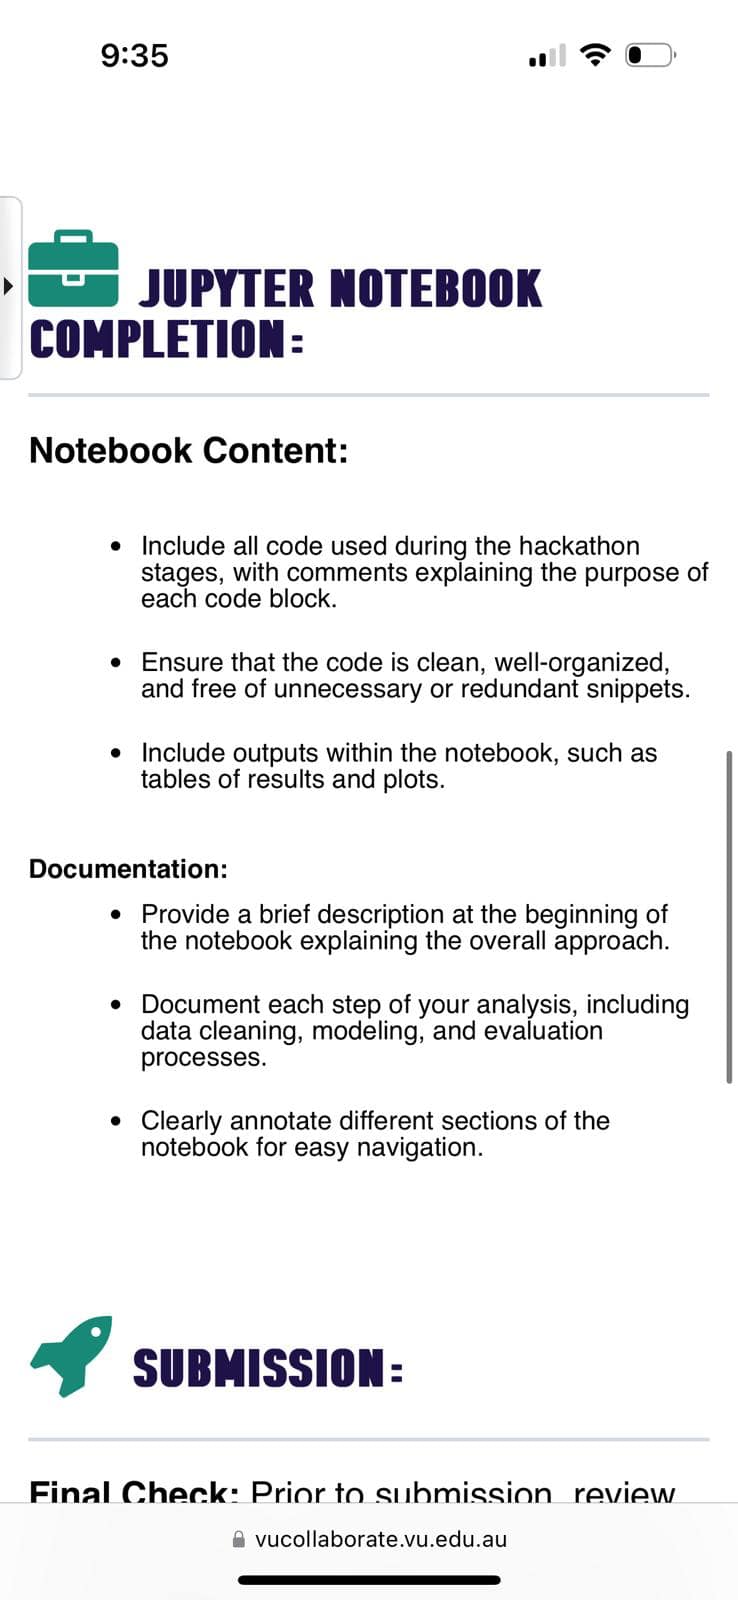 9:35
JUPYTER NOTEBOOK
COMPLETION:
Notebook Content:
• Include all code used during the hackathon
stages, with comments explaining the purpose of
each code block.
• Ensure that the code is clean, well-organized,
and free of unnecessary or redundant snippets.
• Include outputs within the notebook, such as
tables of results and plots.
Documentation:
• Provide a brief description at the beginning of
the notebook explaining the overall approach.
• Document each step of your analysis, including
data cleaning, modeling, and evaluation
processes.
• Clearly annotate different sections of the
notebook for easy navigation.
SUBMISSION:
Final Check: Prior to submission, review
vucollaborate.vu.edu.au